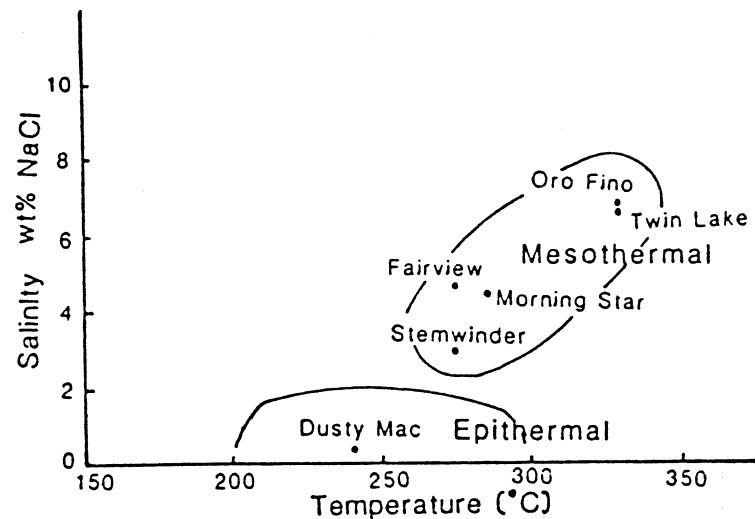 10
8
6
4
2
0
Salinity wt% NaCl
Oro Fino
Twin Lake
Mesothermal
Fairview
Morning Star
Stemwinder
Dusty Mac
Epithermal
150 200 250 300 350
Temperature (°C)